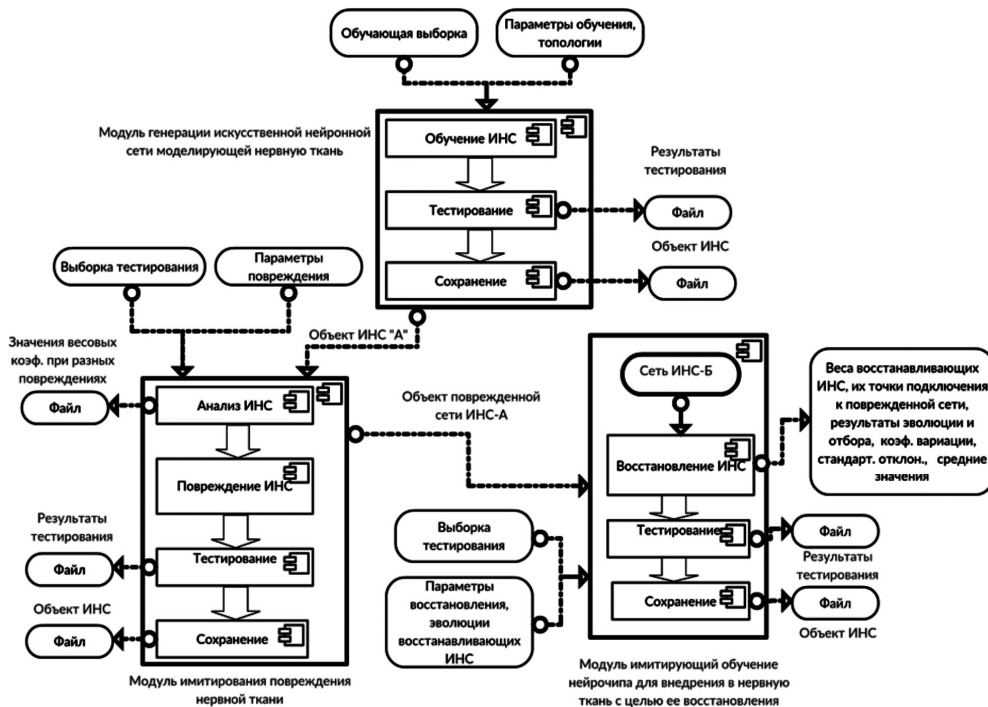 Обучающая выборка
Параметры обучения,
топологии
Модуль генерации искусственной нейронной
сети моделирующей нервную ткань
Обучение ИНС
Тестирование
Сохранение
Результаты
тестирования
Файл
Объект ИНС
Файл
Выборка тестирования
Параметры
повреждения
Объект ИНС "А"
Значения весовых
коэф. при разных
повреждениях
Файл
Анализ ИНС
Повреждение ИНС
Тестирование
Сохранение
Результаты
тестирования
Файл
Объект ИНС
Файл
Модуль имитирования повреждения
нервной ткани
Объект поврежденной
сети ИНС-А
Выборка
тестирования
Параметры
восстановления,
эволюции
восстанавливающих
ИНС
Сеть ИНС-Б
Восстановление ИНС
Тестирование
Сохранение
Веса восстанавливающих
ИНС, их точки подключения
к поврежденной сети,
результаты эволюции и
отбора, коэф. вариации,
стандарт. отклон., средние
значения
Файл
Результаты
тестирования
Файл
Объект ИНС
Модуль имитирующий обучение
нейрочипа для внедрения в нервную
ткань с целью ее восстановления